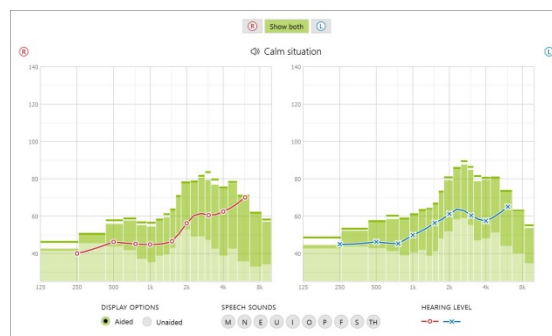 R Show both L
R Calm situation L
140 140
120 120
100 100
80 80
60 60
40 40
125 250 500 1k 2k 4k 8k 125 250 500 1k 2k 4k 8k
DISPLAY OPTIONS SPEECH SOUNDS HEARING LEVEL
Aided Unaided M N E U I O P F S TH